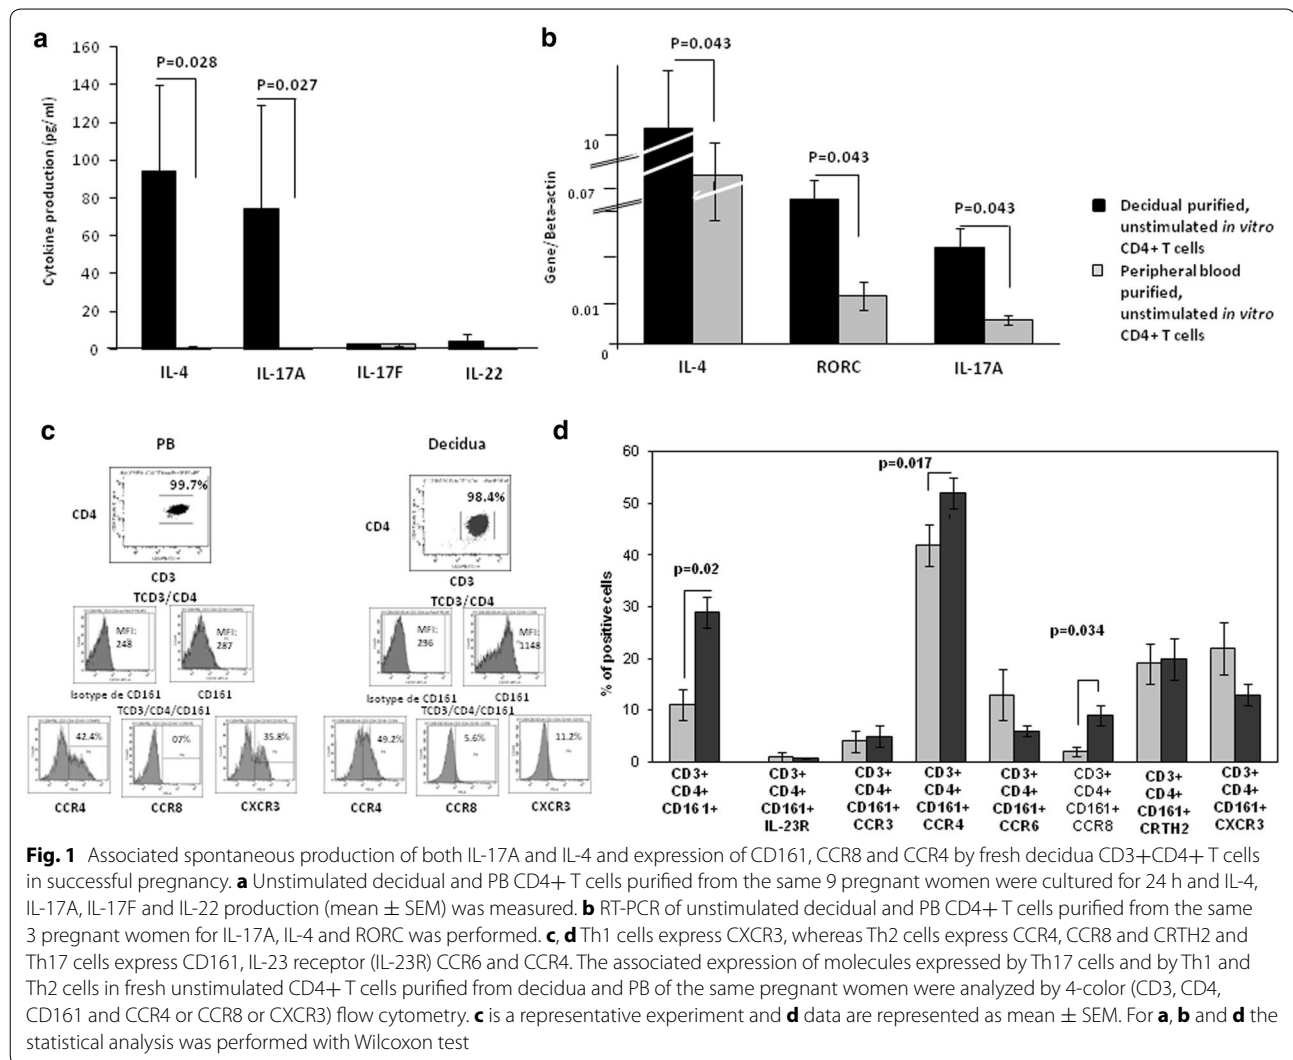 a
160
140
120
100
80
60
40
20
0
Cytokine production (pg/ml)
P=0.028
P=0.027
IL-4 IL-17A IL-17F IL-22
b
P=0.043
P=0.043
P=0.043
10
0.07
0.01
0
Gene/Beta-actin
IL-4 RORC IL-17A
Decidual purified,
unstimulated in vitro
CD4+ T cells
Peripheral blood
purified,
unstimulated in vitro
CD4+ T cells
c
PB
99.7%
CD4
CD3
TCD3/CD4
MFI:
248
MFI:
287
Isotype de CD161 CD161
TCD3/CD4/CD161
42.4% 07% 35.8%
CCR4 CCR8 CXCR3
Decidua
98.4%
CD4
CD3
TCD3/CD4
MFI:
236
MFI:
1148
Isotype de CD161 CD161
TCD3/CD4/CD161
49.2% 5.6% 11.2%
CCR4 CCR8 CXCR3
d
60
50
40
30
20
10
0
% of positive cells
p=0.02
p=0.017
p=0.034
CD3+
CD4+
CD161+
CD3+
CD4+
CD161+
IL-23R
CD3+
CD4+
CD161+
CCR3
CD3+
CD4+
CD161+
CCR4
CD3+
CD4+
CD161+
CCR6
CD3+
CD4+
CD161+
CCR8
CD3+
CD4+
CD161+
CRTH2
CD3+
CD4+
CD161+
CXCR3
Fig. 1 Associated spontaneous production of both IL-17A and IL-4 and expression of CD161, CCR8 and CCR4 by fresh decidua CD3+CD4+ T cells
in successful pregnancy. a Unstimulated decidual and PB CD4+ T cells purified from the same 9 pregnant women were cultured for 24 h and IL-4,
IL-17A, IL-17F and IL-22 production (mean ± SEM) was measured. b RT-PCR of unstimulated decidual and PB CD4+ T cells purified from the same
3 pregnant women for IL-17A, IL-4 and RORC was performed. c, d Th1 cells express CXCR3, whereas Th2 cells express CCR4, CCR8 and CRTH2 and
Th17 cells express CD161, IL-23 receptor (IL-23R) CCR6 and CCR4. The associated expression of molecules expressed by Th17 cells and by Th1 and
Th2 cells in fresh unstimulated CD4+ T cells purified from decidua and PB of the same pregnant women were analyzed by 4-color (CD3, CD4,
CD161 and CCR4 or CCR8 or CXCR3) flow cytometry. c is a representative experiment and d data are represented as mean ± SEM. For a, b and d the
statistical analysis was performed with Wilcoxon test